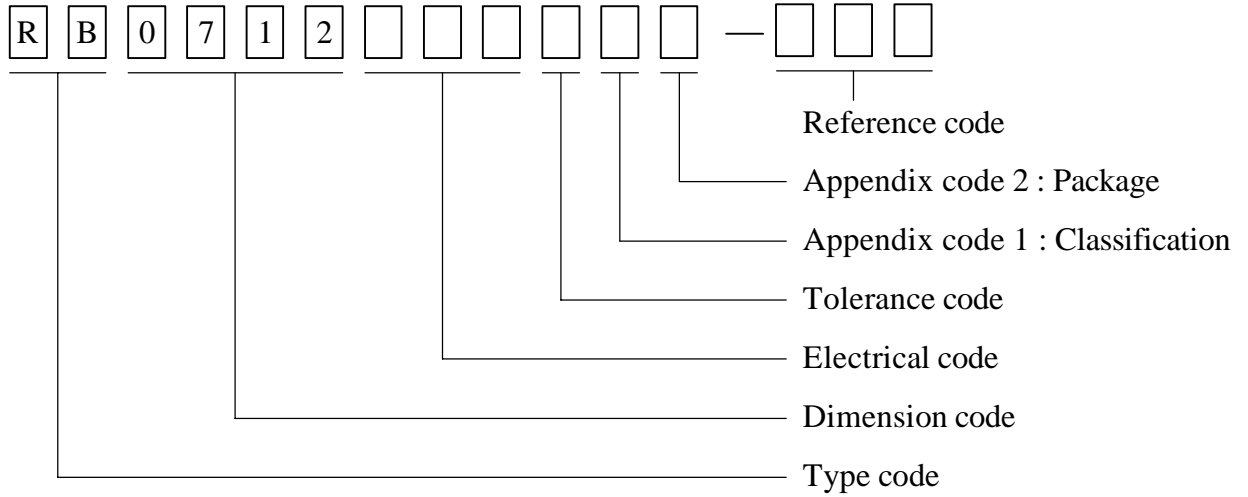 R B 0 7 1 2 —
Reference code
Appendix code 2 : Package
Appendix code 1 : Classification
Tolerance code
Electrical code
Dimension code
Type code